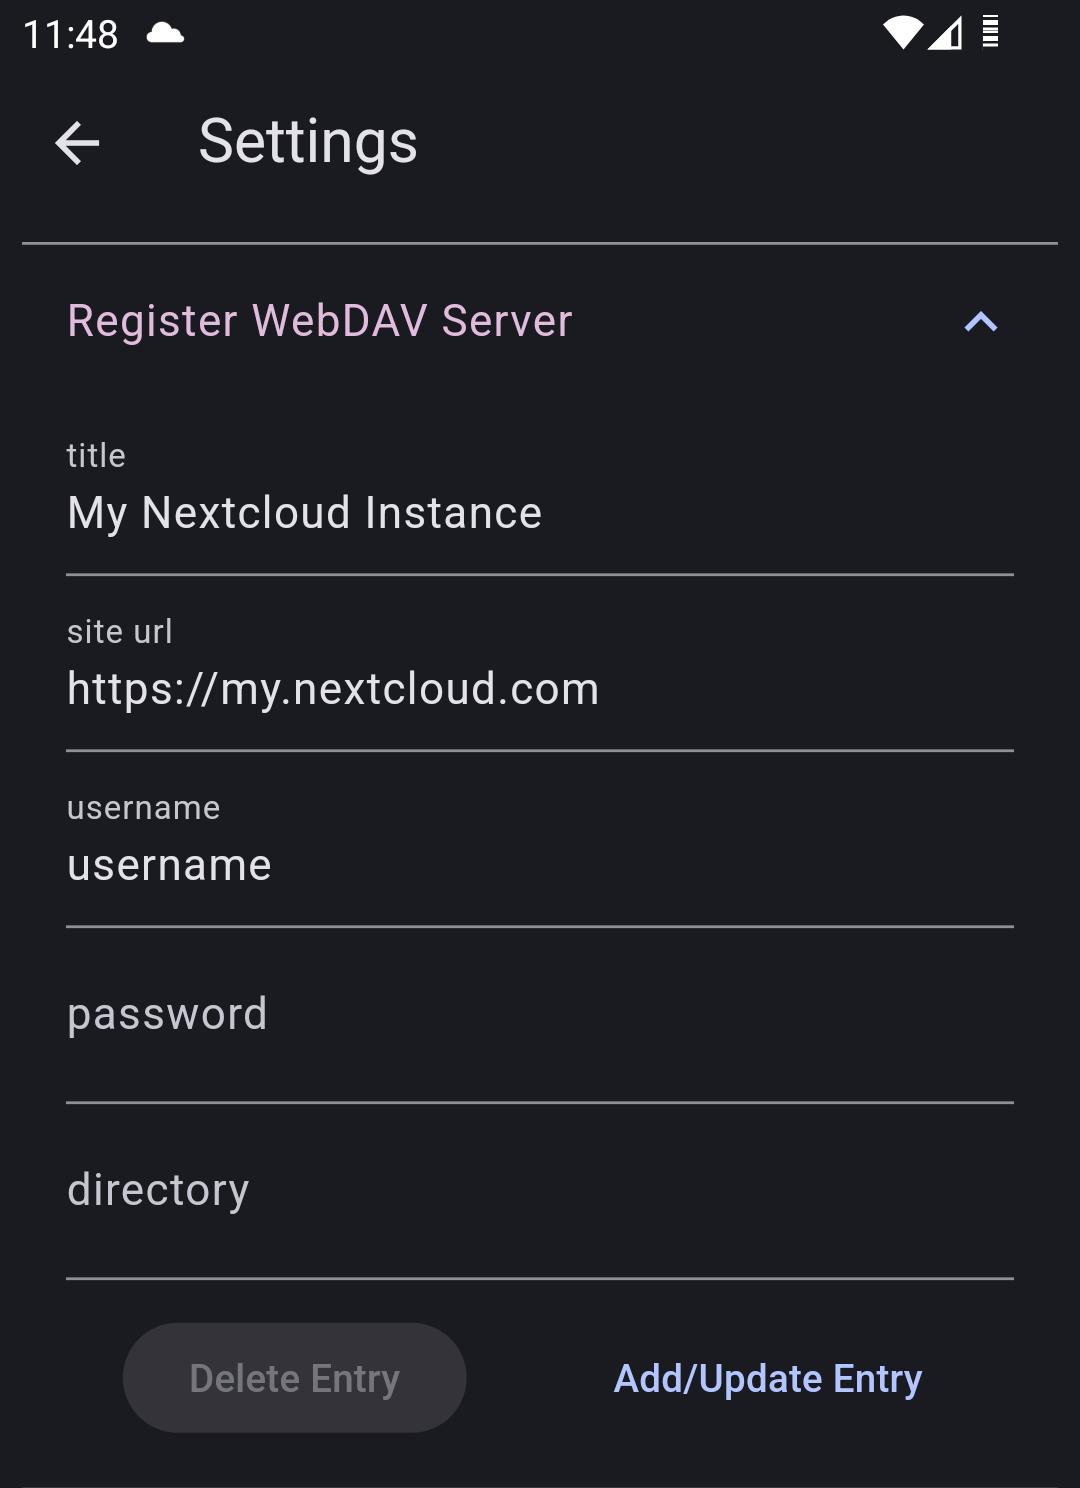 11:48
Settings
Register WebDAV Server
title
My Nextcloud Instance
site url
https://my.nextcloud.com
username
username
password
directory
Delete Entry
Add/Update Entry